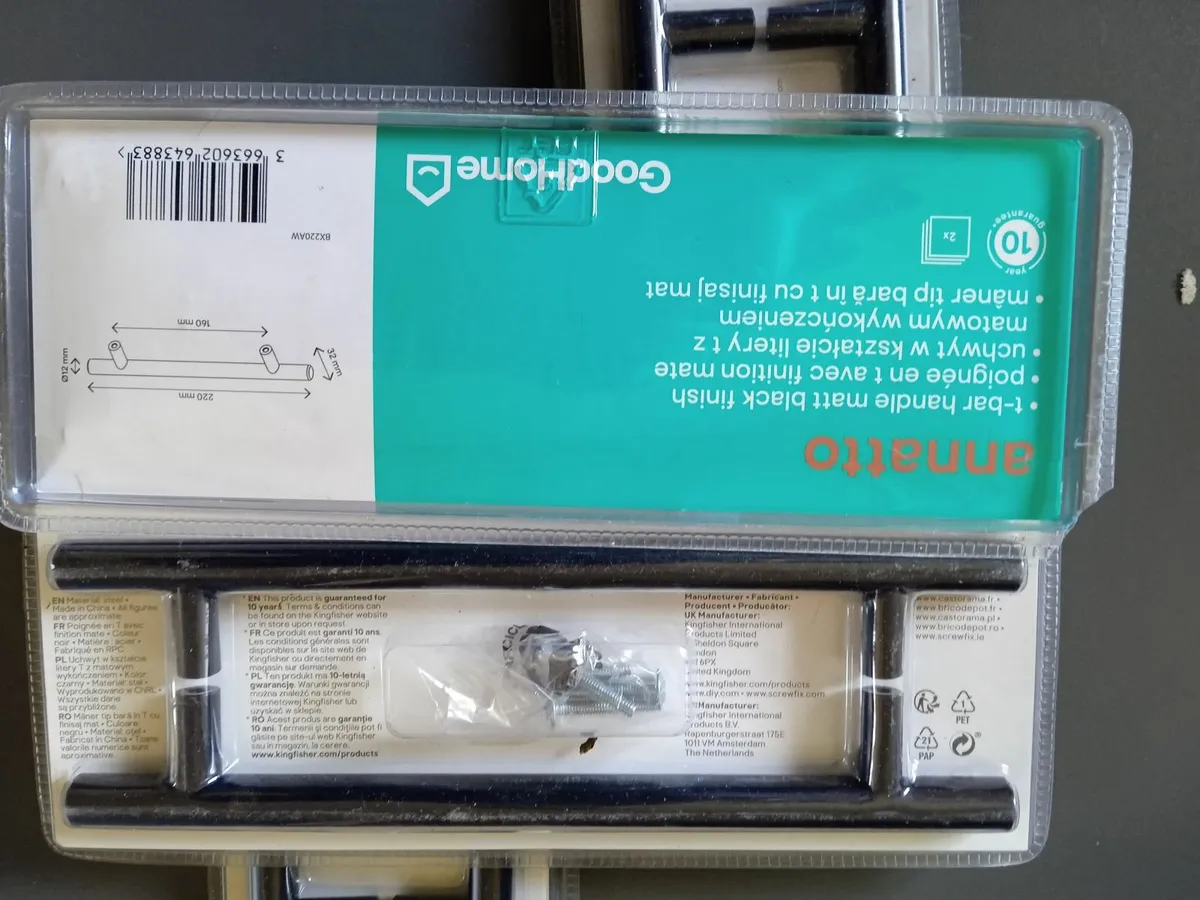 annatto
• t-bar handle matt black finish
• poignée en t avec finition mate
• uchwyt w kształcie litery t z
matowym wykończeniem
• mâner tip bară în t cu finisaj mat
10
year
guarantee
2x
GoodHome
220 mm
Ø12 mm
32 mm
160 mm
BX220AW
3 663602 643883 >
EN Material: steel •
Made in China • All figures
are approximate.
FR Poignée en T avec
finition mate • Couleur
noir • Matière : acier •
Fabriqué en RPC
PL Uchwyt w kształcie
litery T z matowym
wykończeniem • Kolor:
czarny • Materiał: stal •
Wyprodukowano w ChRL •
Wszystkie dane
są przybliżone.
RO Mâner tip bară în T cu
finisaj mat • Culoare:
negru • Material: oțel •
Fabricat în China • Toate
valorile numerice sunt
aproximative.
* EN This product is guaranteed for
10 years. Terms & conditions can
be found on the Kingfisher website
or in store upon request.
* FR Ce produit est garanti 10 ans.
Les conditions générales sont
disponibles sur le site web de
Kingfisher ou directement en
magasin sur demande.
* PL Ten produkt ma 10-letnią
gwarancję. Warunki gwarancji
można znaleźć na stronie
internetowej Kingfisher lub
uzyskać w sklepie.
* RO Acest produs are garanție
10 ani. Termenii și condițiile pot fi
găsite pe site-ul web Kingfisher
sau în magazin, la cerere.
www.kingfisher.com/products
Manufacturer • Fabricant •
Producent • Producător:
UK Manufacturer:
Kingfisher International
Products Limited
Sheldon Square
London
6PX
United Kingdom
www.kingfisher.com/products
www.diy.com • www.screwfix.com
Manufacturer:
Kingfisher International
Products B.V.
Rapenburgerstraat 175E
1011 VM Amsterdam
The Netherlands
www.castorama.fr •
www.bricodepot.fr •
www.castorama.pl •
www.bricodepot.ro •
www.screwfix.ie
1
PET
21
PAP